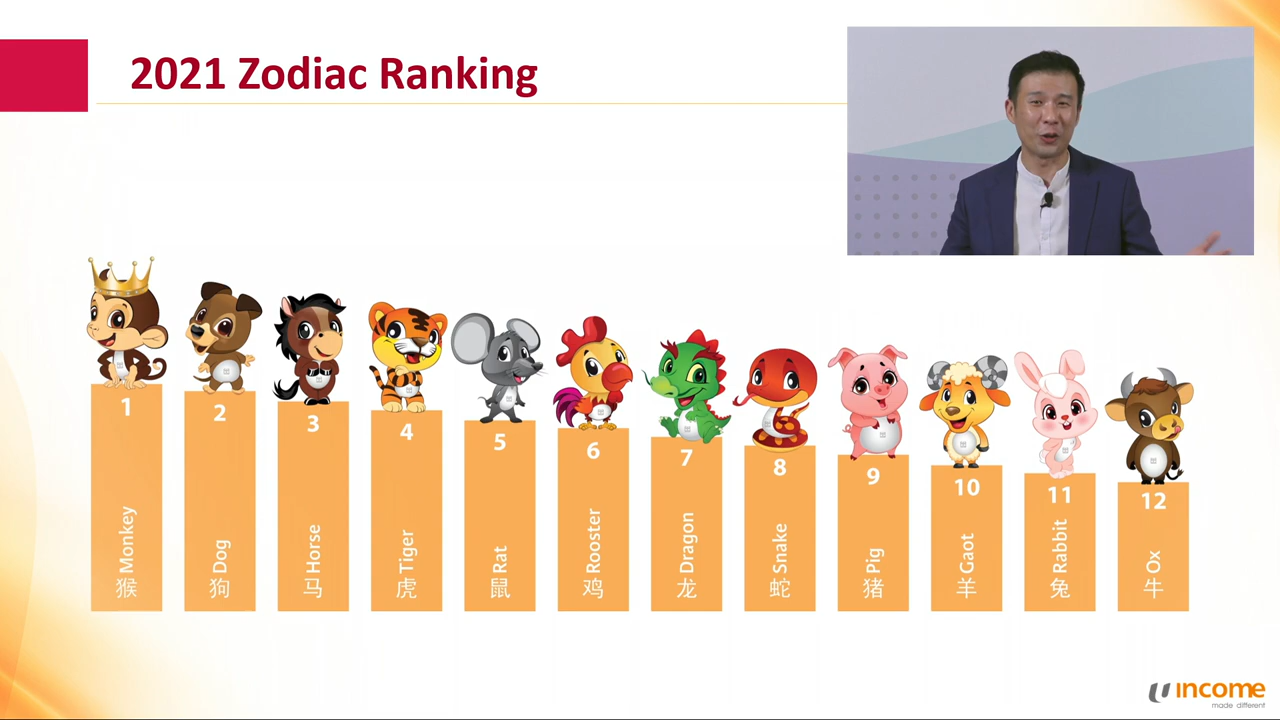 2021 Zodiac Ranking
1
Monkey
猴
2
Dog
狗
3
Horse
马
4
Tiger
虎
5
Rat
鼠
6
Rooster
鸡
7
Dragon
龙
8
Snake
蛇
9
Pig
猪
10
Gaot
羊
11
Rabbit
兔
12
Ox
牛
income
made different